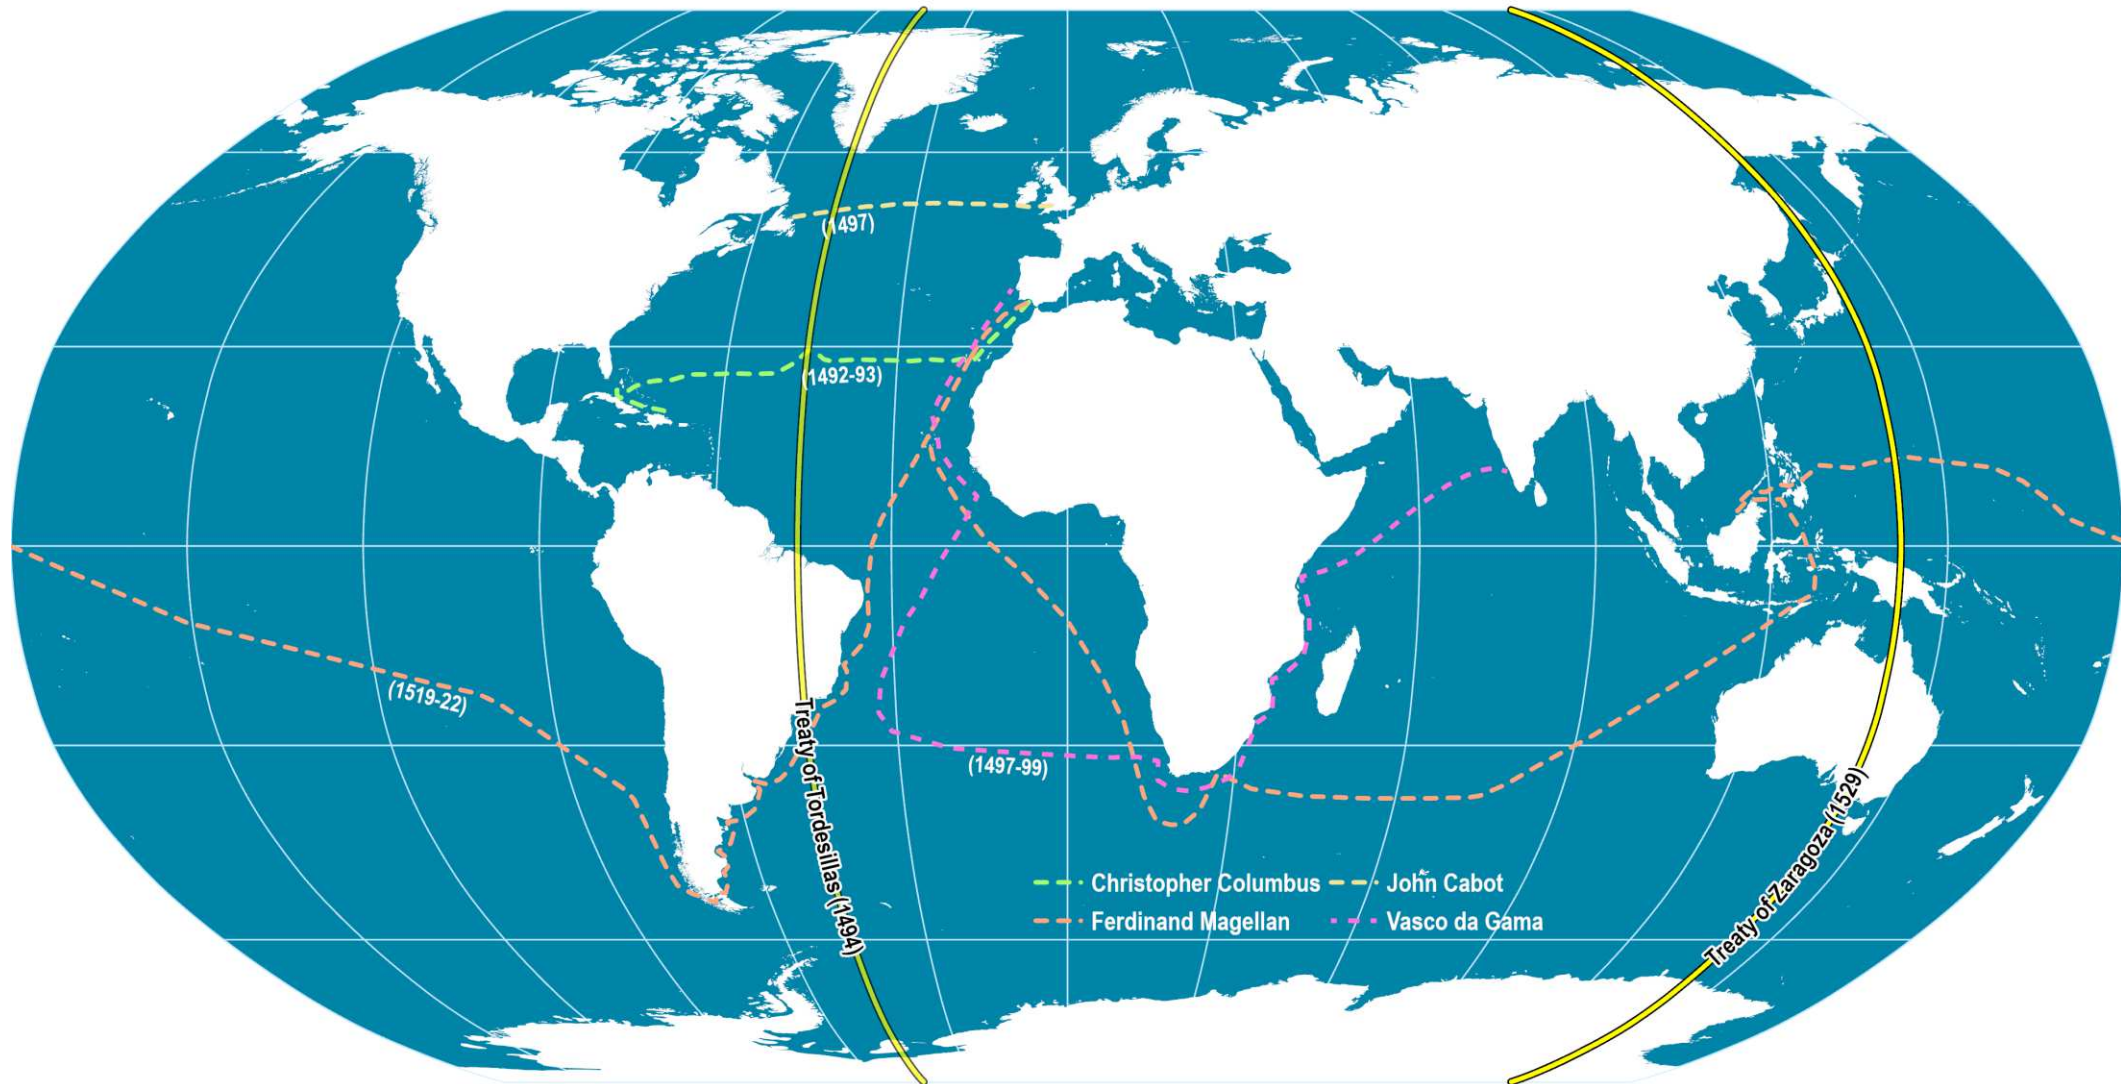 (1497)
(1492-93)
(1519-22)
(1497-99)
Treaty of Tordesillas (1494)
Treaty of Zaragoza (1529)
Christopher Columbus
John Cabot
Ferdinand Magellan
Vasco da Gama